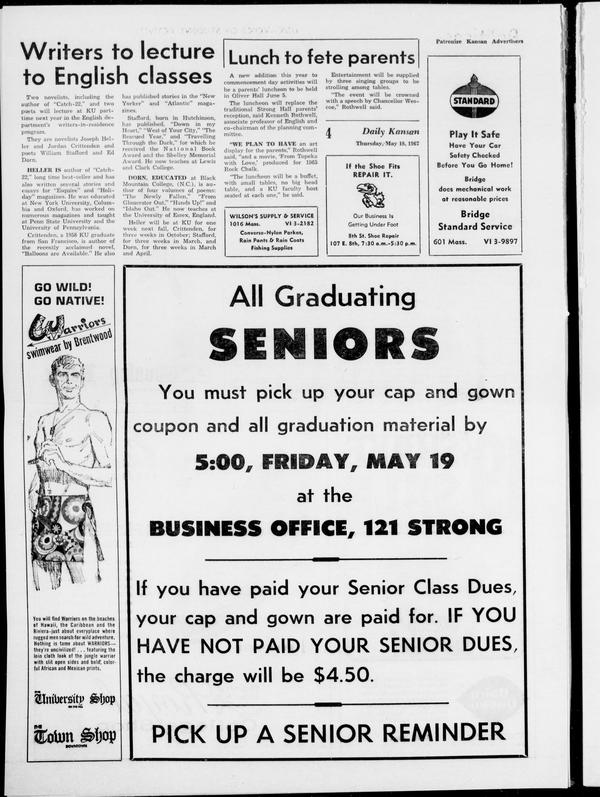 Patronize Kansan Advertisers
Writers to lecture
to English classes
Two novelists, including the
author of "Catch-22," and two
poets will lecture at KU part-
time next year in the English de-
partment's writers-in-residence
program.
They are novelists Joseph Hel-
ler and Jordan Crittenden and
poets William Stafford and Ed
Dorn.
HELLER IS author of "Catch-
22," long time best-seller and has
also written several stories and
essays for "Esquire" and "Holi-
day" magazines. He was educated
at New York University, Colum-
bia and Oxford, has worked on
numerous magazines and taught
at Penn State University and the
University of Pennsylvania.
Crittenden, a 1958 KU graduate
from San Francisco, is author of
the recently acclaimed novel,
"Balloons are Available." He also
has published stories in the "New
Yorker" and "Atlantic" maga-
zines.
Stafford, born in Hutchinson,
has published, "Down in my
Heart," "West of Your City," "The
Rescued Year," and "Travelling
Through the Dark," for which he
received the National Book
Award and the Shelley Memorial
Award. He now teaches at Lewis
and Clark College.
DORN, EDUCATED at Black
Mountain College, (N.C.), is au-
thor of four volumes of poems:
"The Newly Fallen," "From
Gloucester Out," "Hands Up!" and
"Idaho Out." He now teaches at
the University of Essex, England.
Heller will be at KU for one
week next fall, Crittenden, for
three weeks in October; Stafford,
for three weeks in March, and
Dorn, for three weeks in March
and April.
Lunch to fete parents
A new addition this year to
commencement day activities will
be a parents' luncheon to be held
in Oliver Hall June 5.
The luncheon will replace the
traditional Strong Hall parents'
reception, said Kenneth Rothwell,
associate professor of English and
co-chairman of the planning com-
mittee.
"WE PLAN TO HAVE an art
display for the parents," Rothwell
said, "and a movie, 'From Topeka
with Love,' produced for 1965
Rock Chalk.
"The luncheon will be a buffet,
with small tables, no big head
table, and a KU faculty host
seated at each one," he said.
Entertainment will be supplied
by three singing groups to be
strolling among tables.
"The event will be crowned
with a speech by Chancellor Wes-
coe," Rothwell said.
4 Daily Kansan
Thursday, May 18, 1967
WILSON'S SUPPLY & SERVICE
1016 Mass. VI 3-2182
Converse-Nylon Parkas,
Rain Pants & Rain Coats
Fishing Supplies
If the Shoe Fits
REPAIR IT.
Our Business Is
Getting Under Foot
8th St. Shoe Repair
107 E. 8th, 7:30 a.m.-5:30 p.m.
STANDARD
Play It Safe
Have Your Car
Safety Checked
Before You Go Home!
Bridge
does mechanical work
at reasonable prices
Bridge
Standard Service
601 Mass. VI 3-9897
GO WILD!
GO NATIVE!
Warriors
swimwear by Brentwood
You will find Warriors on the beaches
of Hawaii, the Caribbean and the
Riviera–just about everyplace where
rugged men search for wild adventure.
Nothing is tame about WARRIORS—
they're uncivilized! . . . featuring the
loin cloth look of the jungle warrior
with slit open sides and bold, color-
ful African and Mexican prints.
THE
University Shop
ON THE HILL
THE
Town Shop
DOWNTOWN
All Graduating
SENIORS
You must pick up your cap and gown
coupon and all graduation material by
5:00, FRIDAY, MAY 19
at the
BUSINESS OFFICE, 121 STRONG
If you have paid your Senior Class Dues,
your cap and gown are paid for. IF YOU
HAVE NOT PAID YOUR SENIOR DUES,
the charge will be $4.50.
PICK UP A SENIOR REMINDER